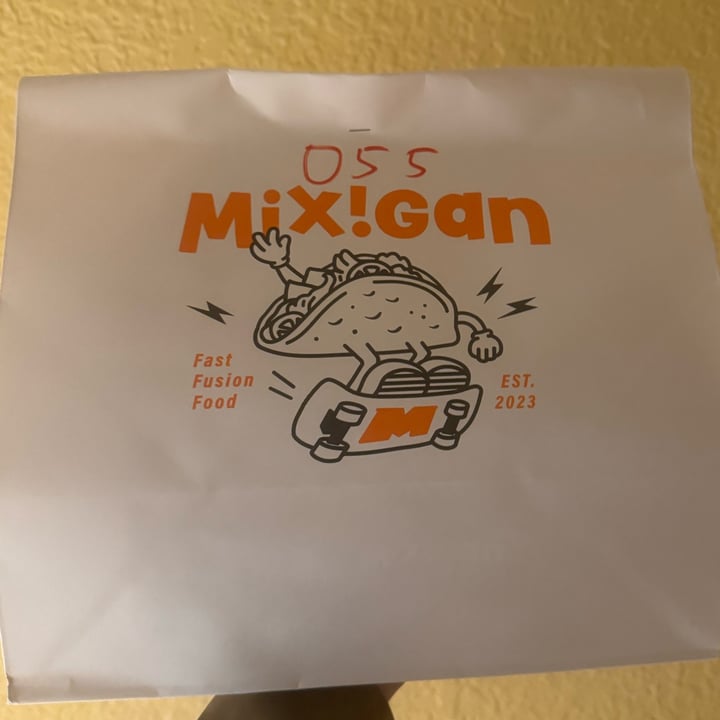 055
Mix!Gan
Fast
Fusion
Food
EST.
2023
M